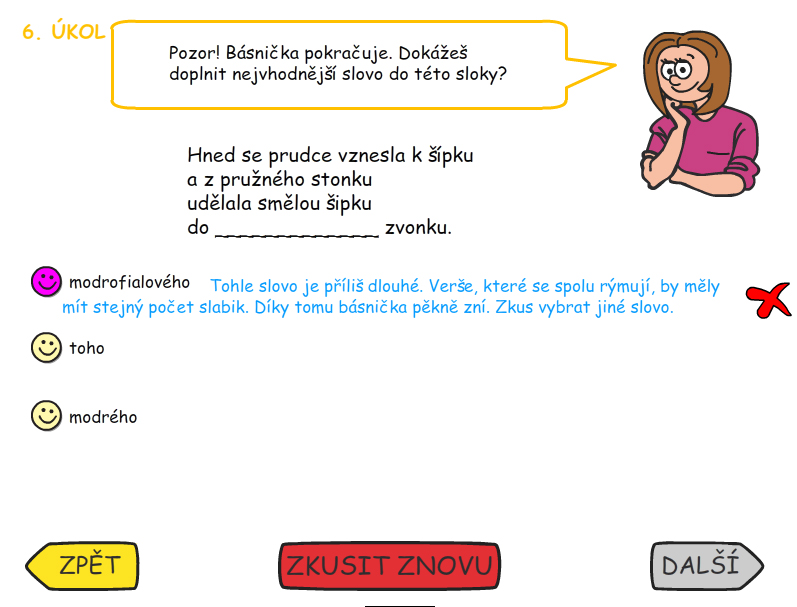 6. ÚKOL
Pozor! Básnička pokračuje. Dokážeš
doplnit nejvhodnější slovo do této sloky?
Hned se prudce vznesla k šípku
a z pružného stonku
udělala smělou šipku
do _____________ zvonku.
modrofialového Tohle slovo je příliš dlouhé. Verše, které se spolu rýmují, by měly
mít stejný počet slabik. Díky tomu básnička pěkně zní. Zkus vybrat jiné slovo.
toho
modrého
ZPĚT ZKUSIT ZNOVU DALŠÍ